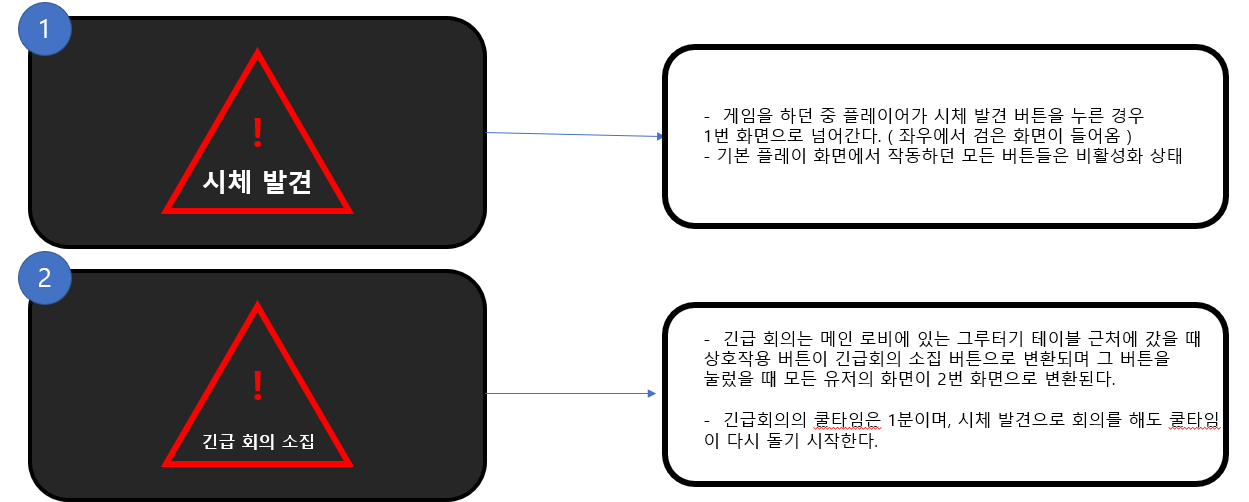 1
!
시체 발견
- 게임을 하던 중 플레이어가 시체 발견 버튼을 누른 경우
1번 화면으로 넘어간다. ( 좌우에서 검은 화면이 들어옴 )
- 기본 플레이 화면에서 작동하던 모든 버튼들은 비활성화 상태
2
!
긴급 회의 소집
- 긴급 회의는 메인 로비에 있는 그루터기 테이블 근처에 갔을 때
상호작용 버튼이 긴급회의 소집 버튼으로 변환되며 그 버튼을
눌렀을 때 모든 유저의 화면이 2번 화면으로 변환된다.
- 긴급회의의 쿨타임은 1분이며, 시체 발견으로 회의를 해도 쿨타임
이 다시 돌기 시작한다.